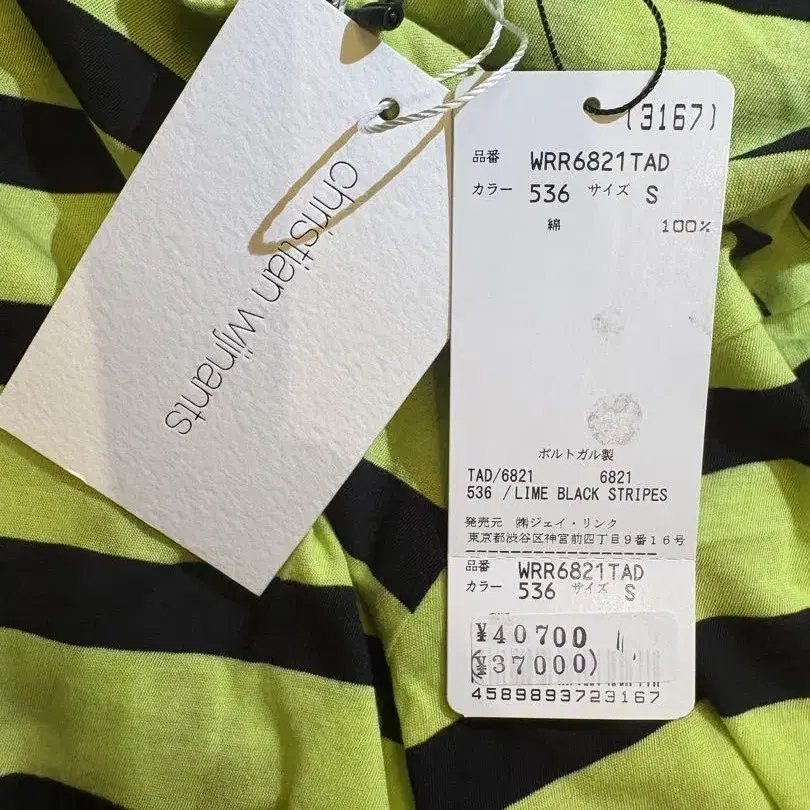 christian wijnants
(3167)
品番 WRR6821TAD
カラー 536 サイズ S
綿 100%
ポルトガル製
TAD/6821 6821
536 /LIME BLACK STRIPES
発売元 ㈱ジェイ・リンク
東京都渋谷区神宮前四丁目9番16号
品番 WRR6821TAD
カラー 536 サイズ S
¥40700
(¥37000)
4589893723167